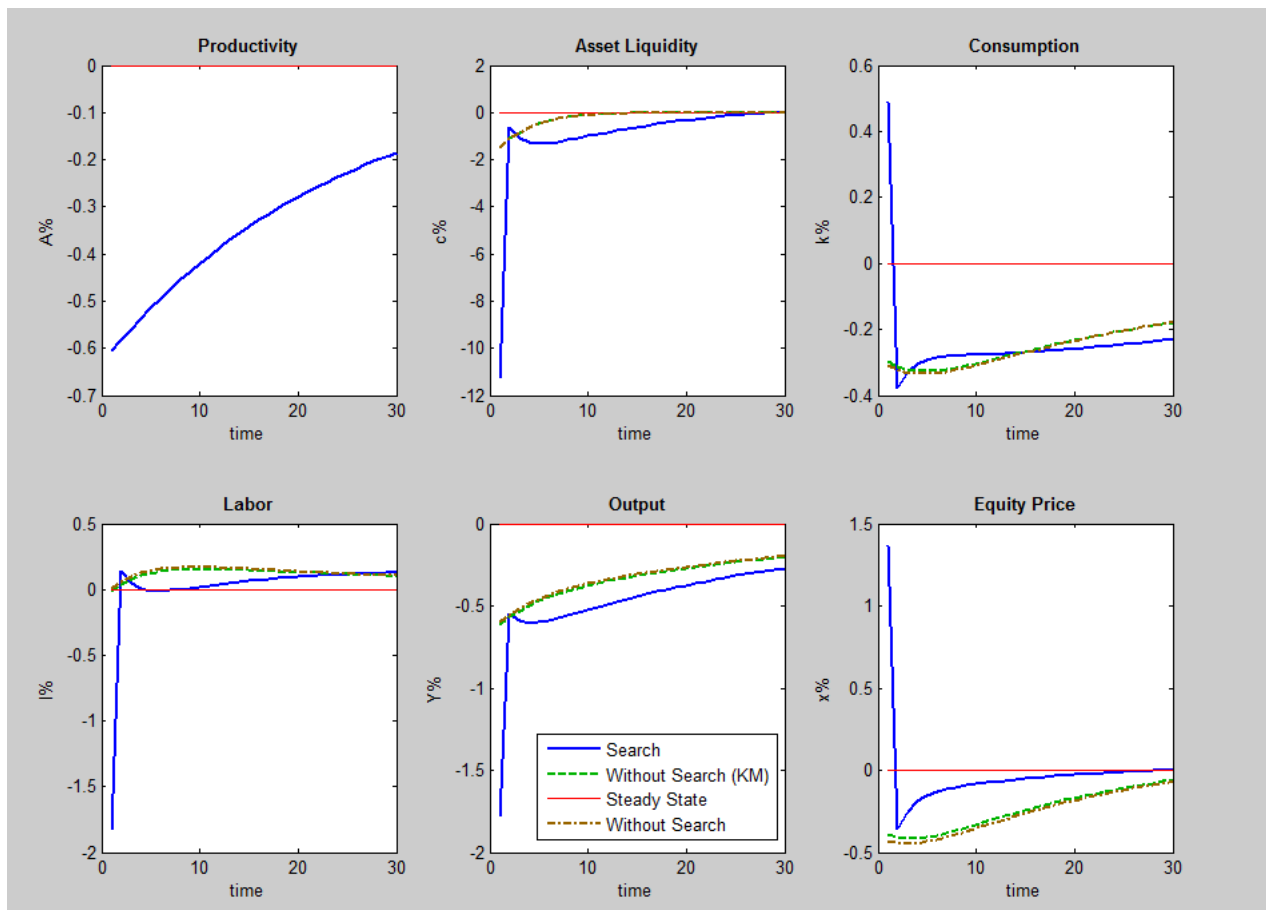 Productivity
Asset Liquidity
Consumption
0
-0.1
-0.2
-0.3
-0.4
-0.5
-0.6
-0.7
A%
0 10 20 30
time
2
0
-2
-4
-6
-8
-10
-12
c%
0 10 20 30
time
0.6
0.4
0.2
0
-0.2
-0.4
k%
0 10 20 30
time
Labor
Output
Equity Price
0.5
0
-0.5
-1
-1.5
-2
I%
0 10 20 30
time
0
-0.5
-1
-1.5
-2
Y%
Search
Without Search (KM)
Steady State
Without Search
0 10 20 30
time
1.5
1
0.5
0
-0.5
x%
0 10 20 30
time